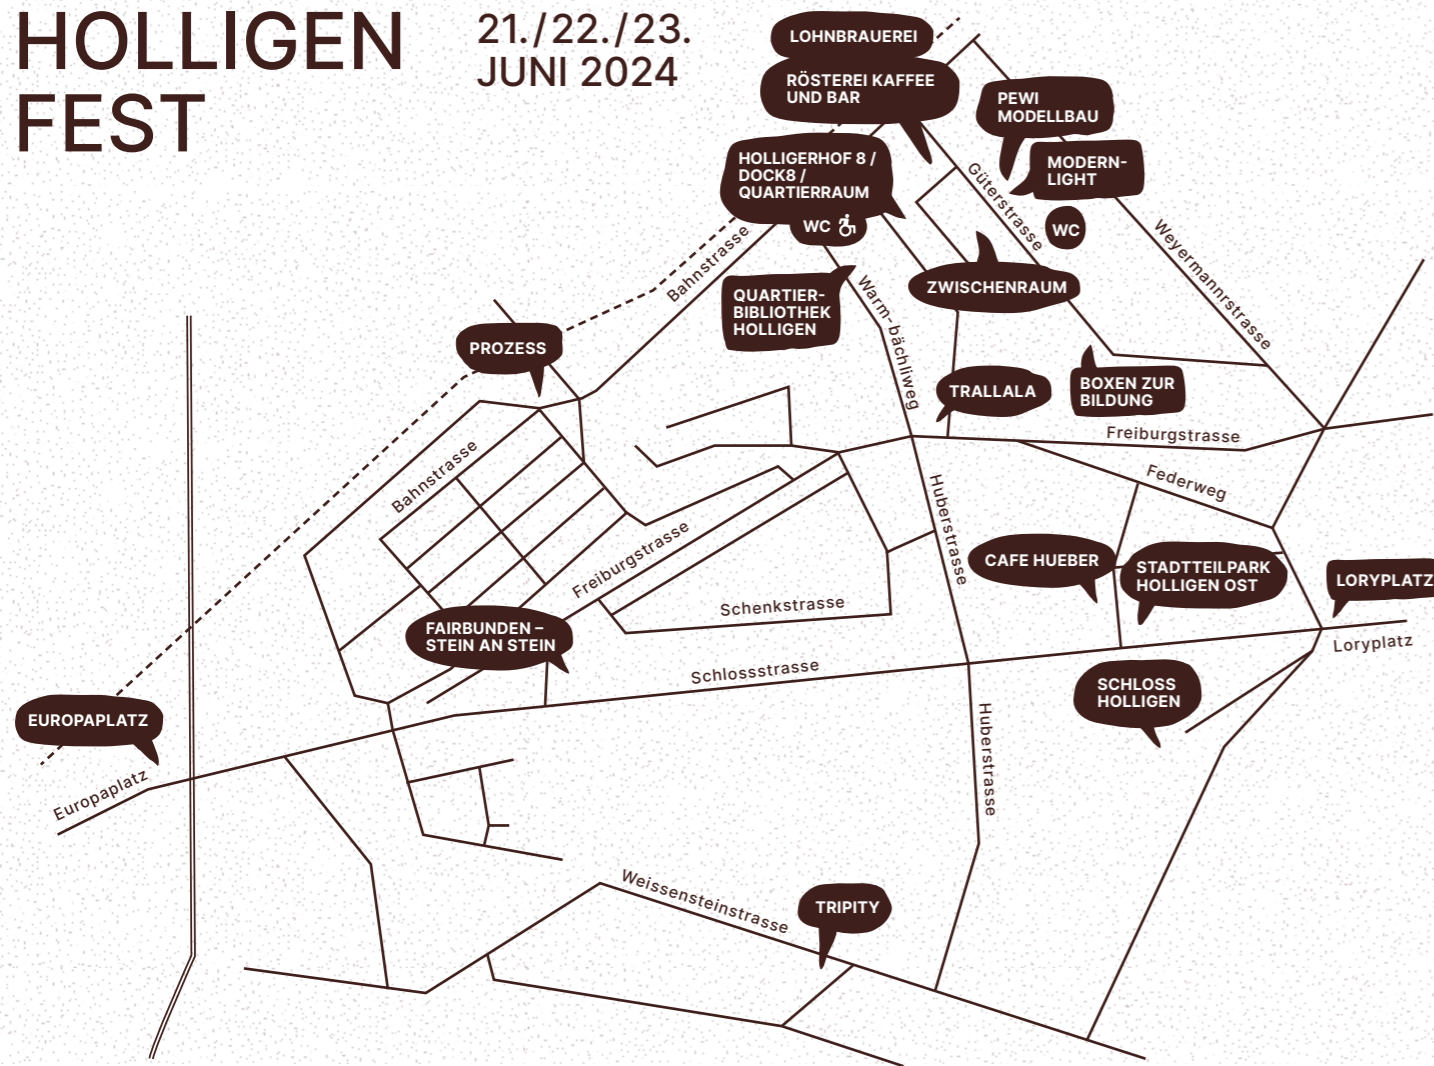 HOLLIGEN
FEST
21./22./23.
JUNI 2024
LOHNBRAUEREI
RÖSTEREI KAFFEE
UND BAR
PEWI
MODELLBAU
HOLLIGERHOF 8 /
DOCK8 /
QUARTIERRAUM
MODERN-
LIGHT
WC
WC
Güterstrasse
Bahnstrasse
Weyermannrstrasse
ZWISCHENRAUM
QUARTIER-
BIBLIOTHEK
HOLLIGEN
Warm-bächliweg
PROZESS
TRALLALA
BOXEN ZUR
BILDUNG
Freiburgstrasse
Bahnstrasse
Federweg
Huberstrasse
Freiburgstrasse
CAFE HUEBER
STADTTEILPARK
HOLLIGEN OST
LORYPLATZ
Schenkstrasse
FAIRBUNDEN –
STEIN AN STEIN
Loryplatz
Schlossstrasse
SCHLOSS
HOLLIGEN
EUROPAPLATZ
Huberstrasse
Europaplatz
Weissensteinstrasse
TRIPITY